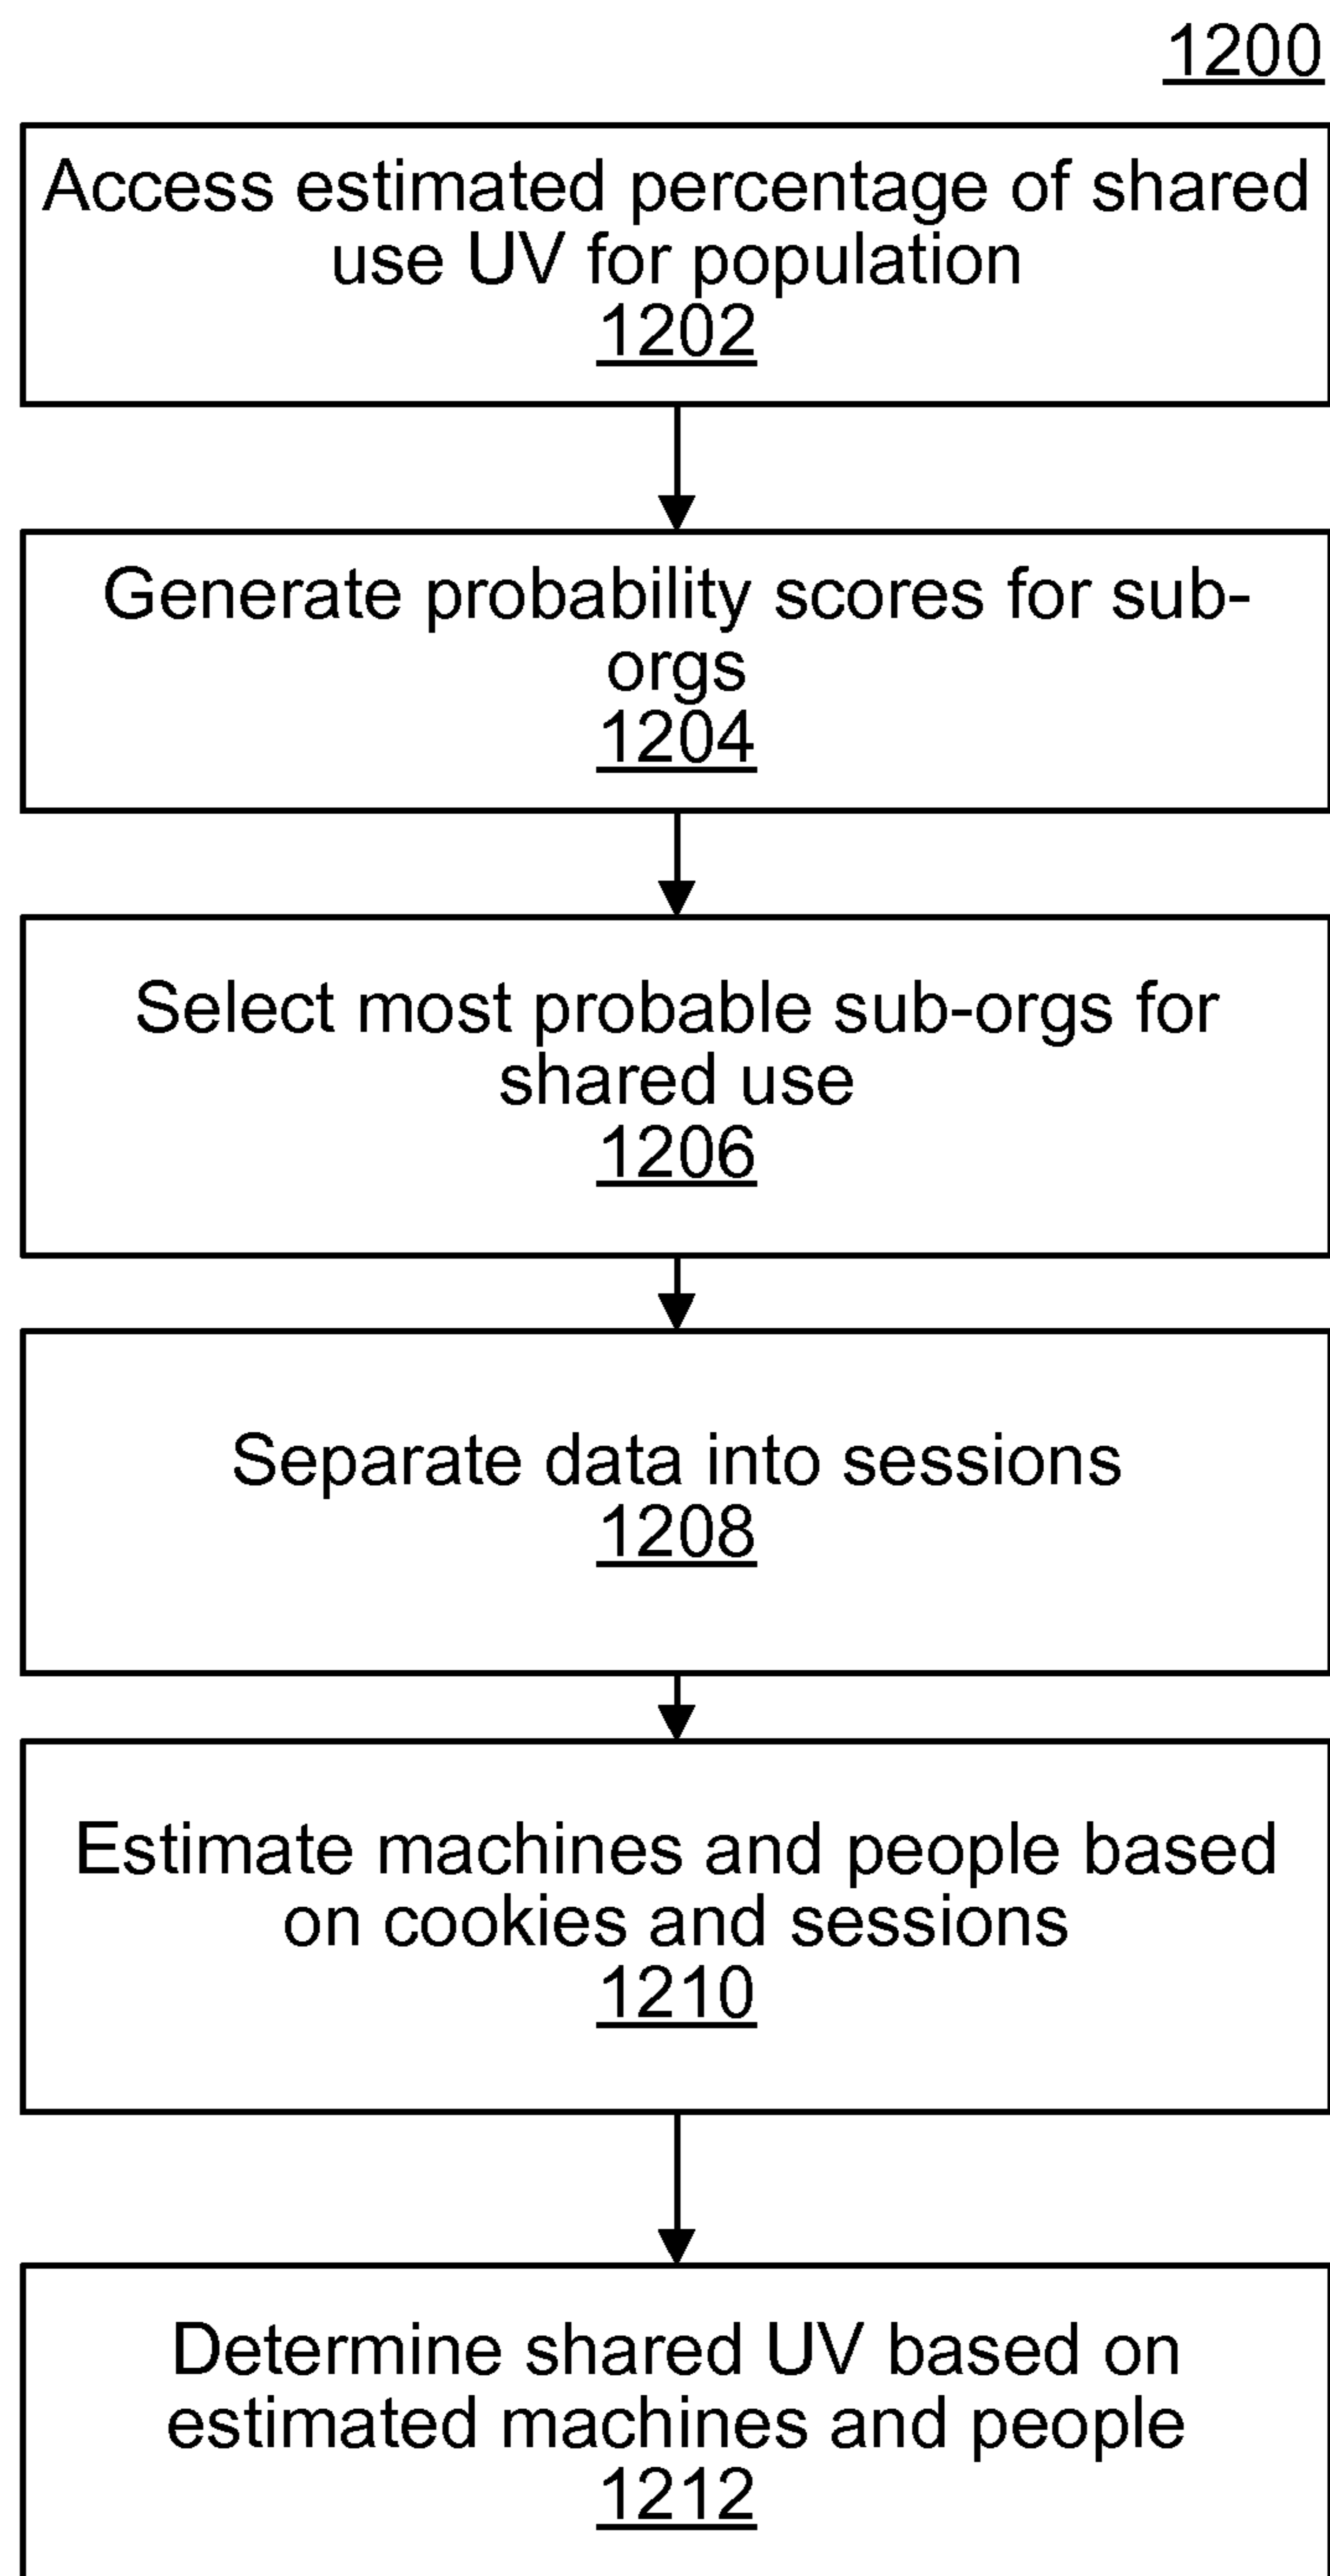 1200
Access estimated percentage of shared
use UV for population
1202
Generate probability scores for sub-
orgs
1204
Select most probable sub-orgs for
shared use
1206
Separate data into sessions
1208
Estimate machines and people based
on cookies and sessions
1210
Determine shared UV based on
estimated machines and people
1212